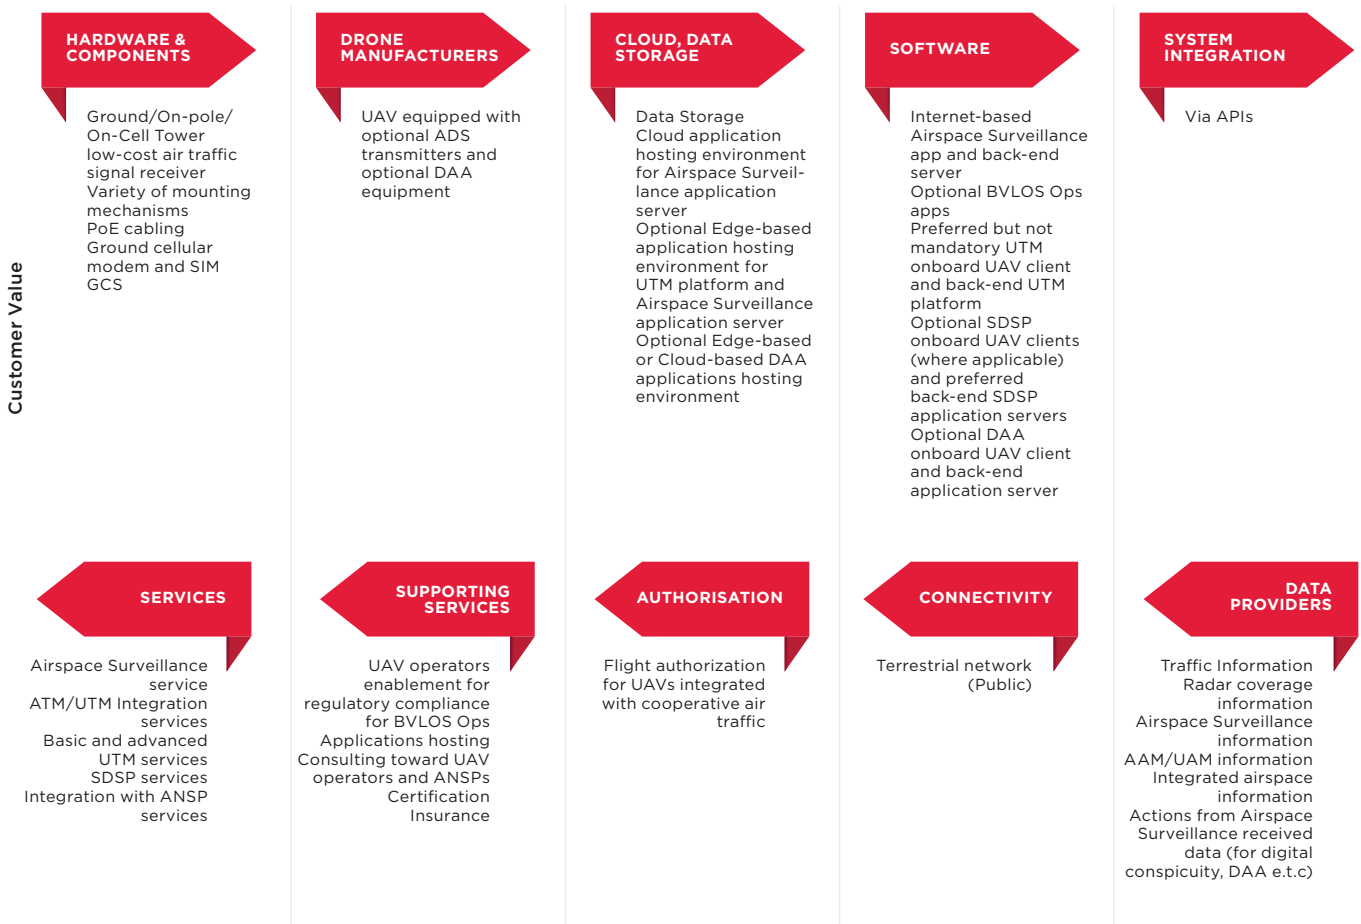 Customer Value
HARDWARE &
COMPONENTS
Ground/On-pole/
On-Cell Tower
low-cost air traffic
signal receiver
Variety of mounting
mechanisms
PoE cabling
Ground cellular
modem and SIM
GCS
DRONE
MANUFACTURERS
UAV equipped with
optional ADS
transmitters and
optional DAA
equipment
CLOUD, DATA
STORAGE
Data Storage
Cloud application
hosting environment
for Airspace Surveil-
lance application
server
Optional Edge-based
application hosting
environment for
UTM platform and
Airspace Surveillance
application server
Optional Edge-based
or Cloud-based DAA
applications hosting
environment
SOFTWARE
Internet-based
Airspace Surveillance
app and back-end
server
Optional BVLOS Ops
apps
Preferred but not
mandatory UTM
onboard UAV client
and back-end UTM
platform
Optional SDSP
onboard UAV clients
(where applicable)
and preferred
back-end SDSP
application servers
Optional DAA
onboard UAV client
and back-end
application server
SYSTEM
INTEGRATION
Via APIs
SERVICES
Airspace Surveillance
service
ATM/UTM Integration
services
Basic and advanced
UTM services
SDSP services
Integration with ANSP
services
SUPPORTING
SERVICES
UAV operators
enablement for
regulatory compliance
for BVLOS Ops
Applications hosting
Consulting toward UAV
operators and ANSPs
Certification
Insurance
AUTHORISATION
Flight authorization
for UAVs integrated
with cooperative air
traffic
CONNECTIVITY
Terrestrial network
(Public)
DATA
PROVIDERS
Traffic Information
Radar coverage
information
Airspace Surveillance
information
AAM/UAM information
Integrated airspace
information
Actions from Airspace
Surveillance received
data (for digital
conspicuity, DAA e.t.c)